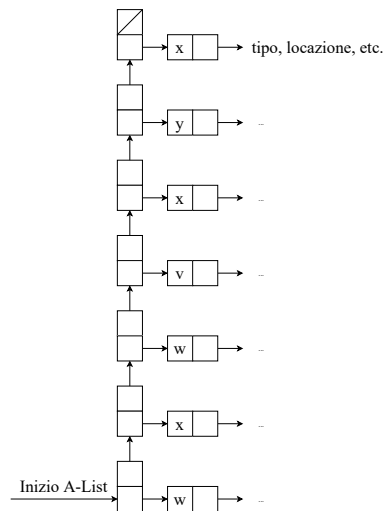 x tipo, locazione, etc.
y ...
x ...
v ...
w ...
x ...
Inizio A-List
w ...